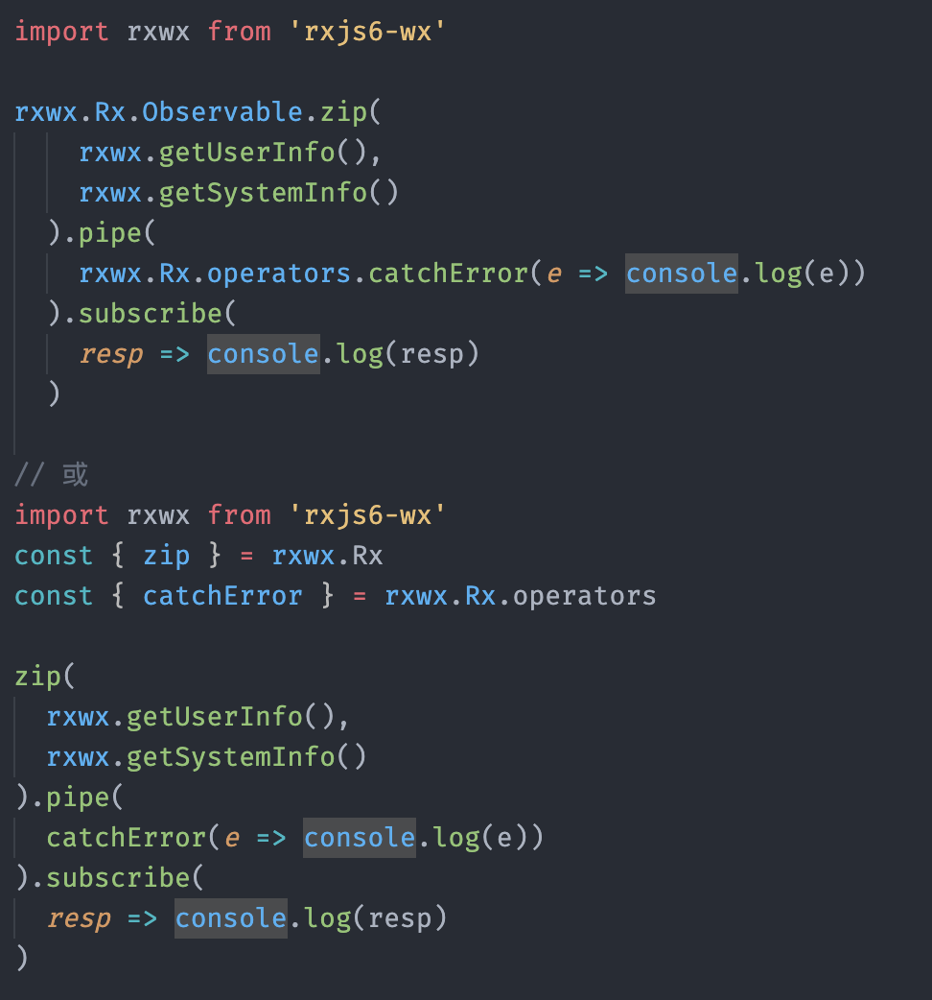 import rxwx from 'rxjs6-wx'
rxwx.Rx.Observable.zip(
rxwx.getUserInfo(),
rxwx.getSystemInfo()
).pipe(
rxwx.Rx.operators.catchError(e => console.log(e))
).subscribe(
resp => console.log(resp)
)
// 或
import rxwx from 'rxjs6-wx'
const { zip } = rxwx.Rx
const { catchError } = rxwx.Rx.operators
zip(
rxwx.getUserInfo(),
rxwx.getSystemInfo()
).pipe(
catchError(e => console.log(e))
).subscribe(
resp => console.log(resp)
)